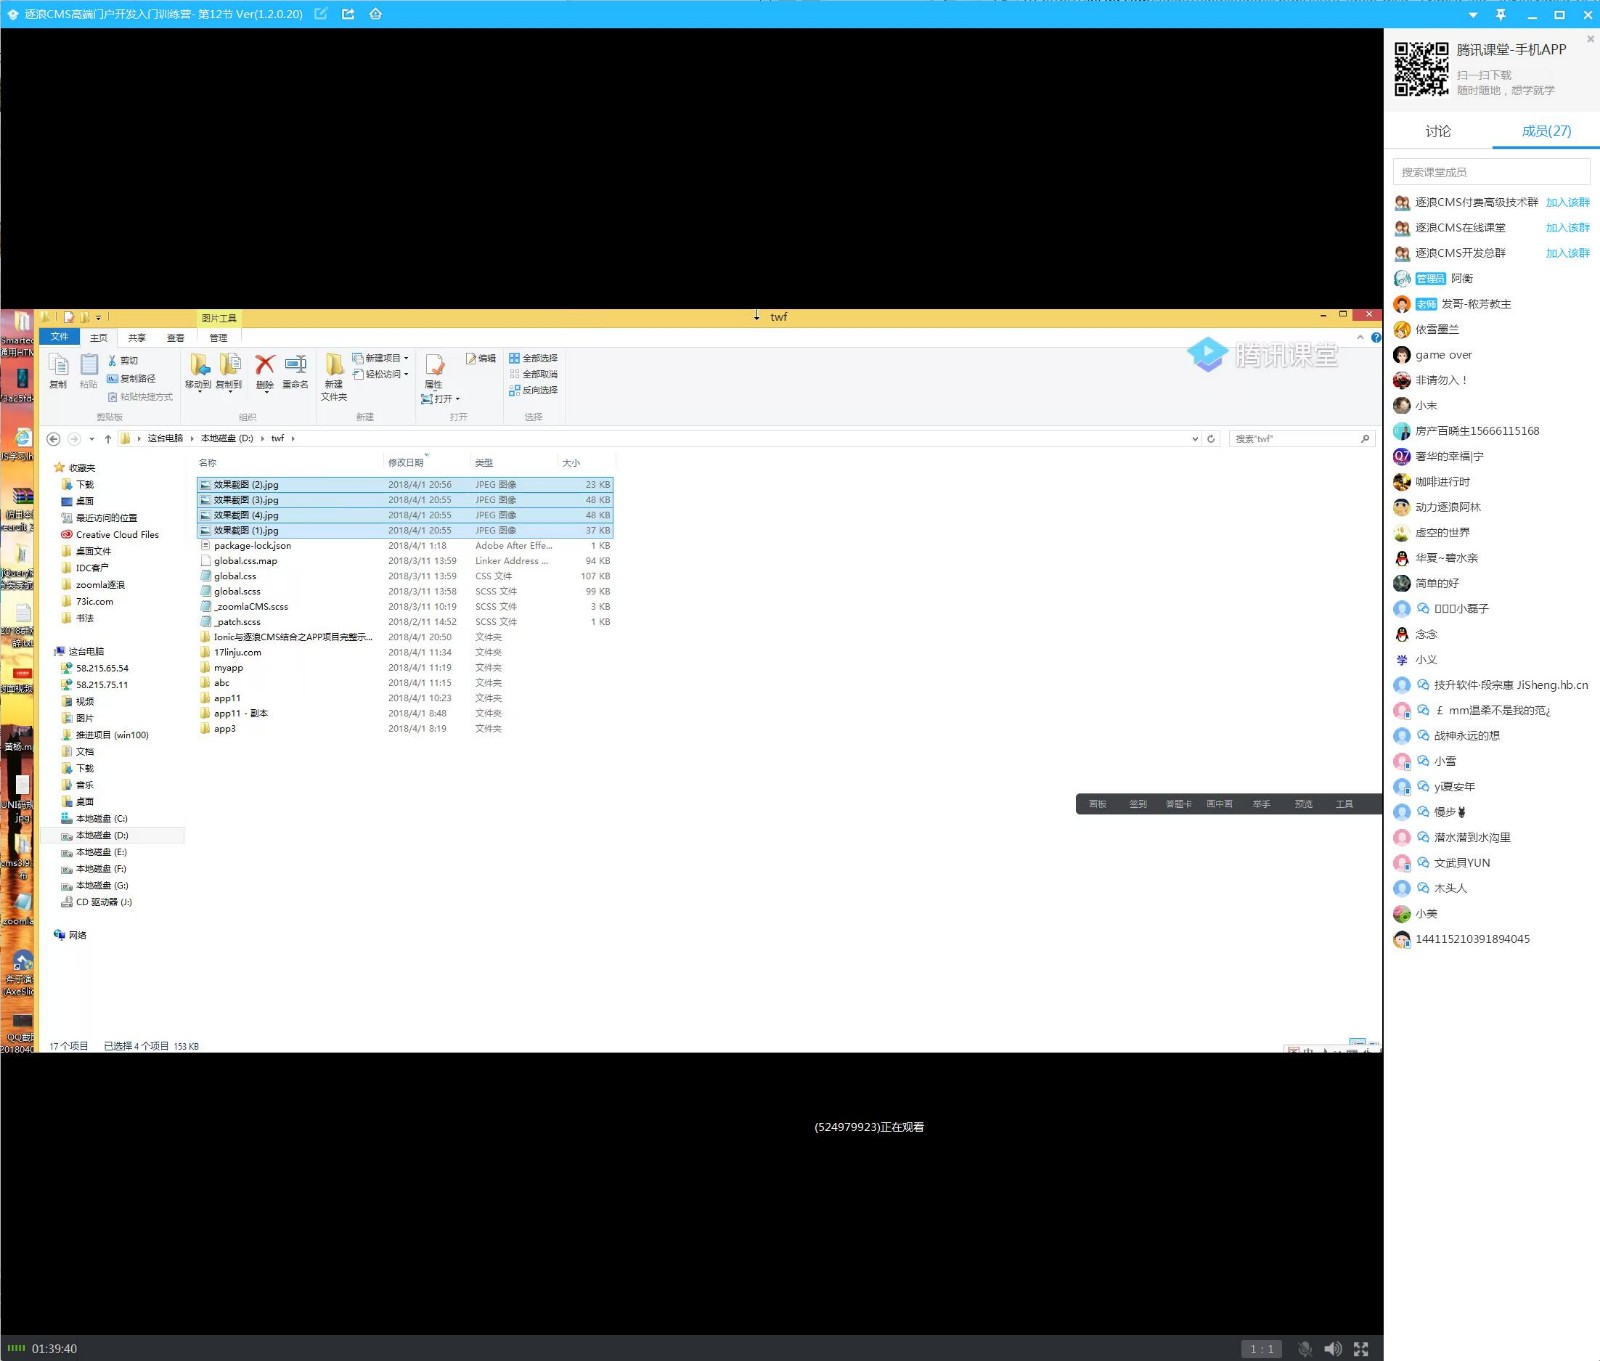 逐浪CMS高端门户开发入门训练营- 第12节 Ver(1.2.0.20)
腾讯课堂-手机APP
扫一扫下载
随时随地，想学就学
讨论
成员(27)
搜索课堂成员
逐浪CMS付费高级技术群 加入该群
逐浪CMS在线课堂 加入该群
逐浪CMS开发总群 加入该群
管理员 阿衡
老师 发哥-秾芳教主
依雪墨兰
game over
非请勿入！
小末
房产百晓生15666115168
奢华的幸福|宁
咖啡进行时
动力逐浪阿林
虚空的世界
华夏~碧水亲
简单的好
小磊子
念念
学 小义
技升软件·段宗惠 JiSheng.hb.cn
￡ mm温柔不是我的范¿
战神永远的想
小雪
yi夏安年
慢步
潜水潜到水沟里
文武貝YUN
木头人
小美
144115210391894045
图片工具
twf
文件 主页 共享 查看 管理
腾讯课堂
复制
粘贴
剪切
复制路径
粘贴快捷方式
剪贴板
移动到 复制到 删除 重命名
组织
新建
文件夹
新建项目
轻松访问
新建
属性
打开
编辑
打开
全部选择
全部取消
反向选择
选择
这台电脑 本地磁盘 (D:) twf
搜索"twf"
收藏夹
下载
桌面
最近访问的位置
Creative Cloud Files
桌面文件
IDC客户
zoomla逐浪
73ic.com
书法
这台电脑
58.215.65.54
58.215.75.11
视频
图片
推进项目 (win100)
文档
下载
音乐
桌面
本地磁盘 (C:)
本地磁盘 (D:)
本地磁盘 (E:)
本地磁盘 (F:)
本地磁盘 (G:)
CD 驱动器 (J:)
网络
名称 修改日期 类型 大小
效果截图 (2).jpg 2018/4/1 20:56 JPEG 图像 23 KB
效果截图 (3).jpg 2018/4/1 20:55 JPEG 图像 48 KB
效果截图 (4).jpg 2018/4/1 20:55 JPEG 图像 48 KB
效果截图 (1).jpg 2018/4/1 20:55 JPEG 图像 37 KB
package-lock.json 2018/4/1 1:18 Adobe After Effe... 1 KB
global.css.map 2018/3/11 13:59 Linker Address ... 94 KB
global.css 2018/3/11 13:59 CSS 文件 107 KB
global.scss 2018/3/11 13:58 SCSS 文件 99 KB
_zoomlaCMS.scss 2018/3/11 10:19 SCSS 文件 3 KB
_patch.scss 2018/2/11 14:52 SCSS 文件 1 KB
Ionic与逐浪CMS结合之APP项目完整示... 2018/4/1 20:50 文件夹
17linju.com 2018/4/1 11:34 文件夹
myapp 2018/4/1 11:19 文件夹
abc 2018/4/1 11:15 文件夹
app11 2018/4/1 10:23 文件夹
app11 - 副本 2018/4/1 8:48 文件夹
app3 2018/4/1 8:19 文件夹
画板 签到 答题卡 画中画 举手 预览 工具
17 个项目 已选择 4 个项目 153 KB
(524979923)正在观看
01:39:40
1 : 1